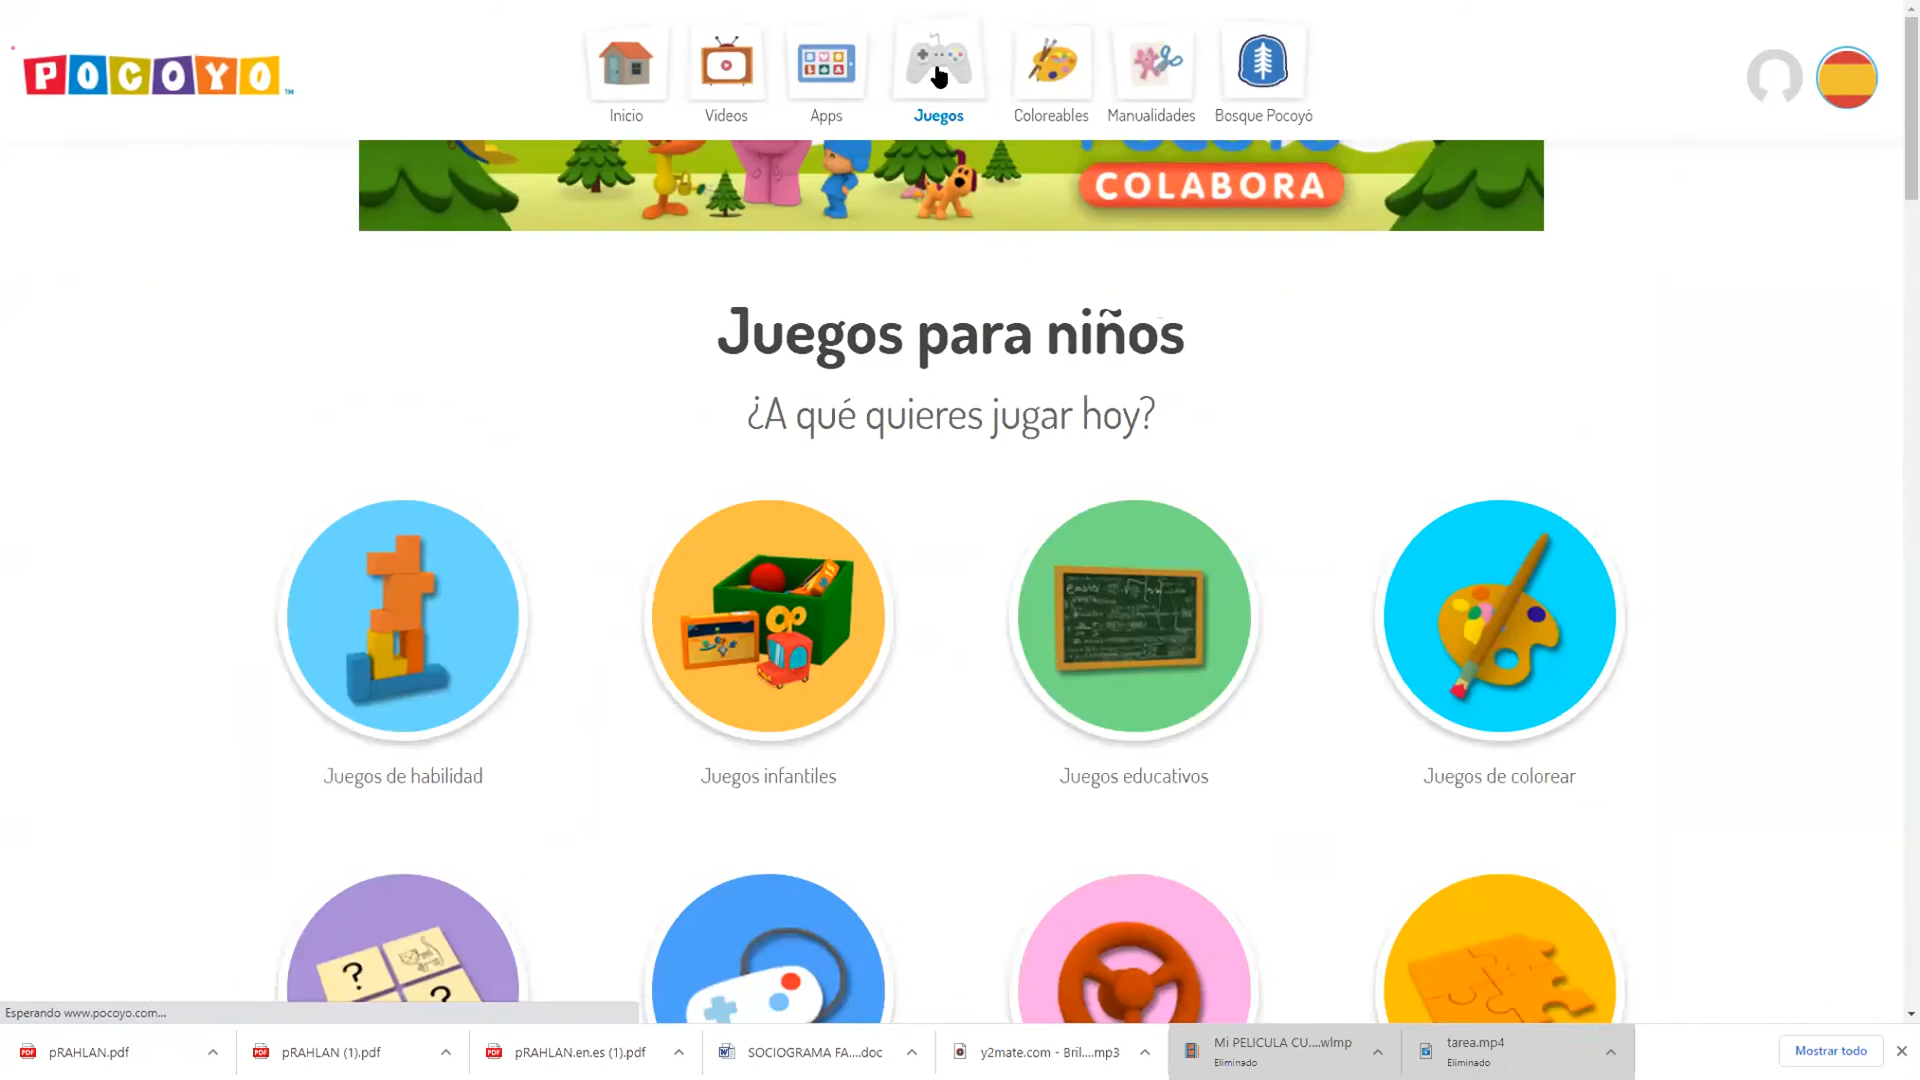 POCOYO™
Inicio
Vídeos
Apps
Juegos
Coloreables
Manualidades
Bosque Pocoyó
COLABORA
Juegos para niños
¿A qué quieres jugar hoy?
Juegos de habilidad
Juegos infantiles
Juegos educativos
Juegos de colorear
?
?
Esperando www.pocoyo.com...
pRAHLAN.pdf
pRAHLAN (1).pdf
pRAHLAN.en.es (1).pdf
SOCIOGRAMA FA....doc
y2mate.com - Bril....mp3
Mi PELICULA CU....wlmp
Eliminado
tarea.mp4
Eliminado
Mostrar todo